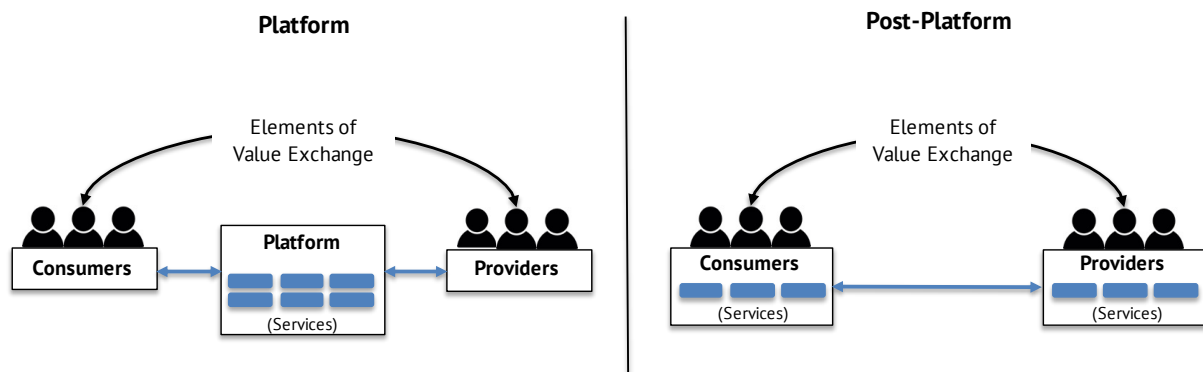 Platform
Elements of
Value Exchange
Consumers
Platform
(Services)
Providers
Post-Platform
Elements of
Value Exchange
Consumers
(Services)
Providers
(Services)